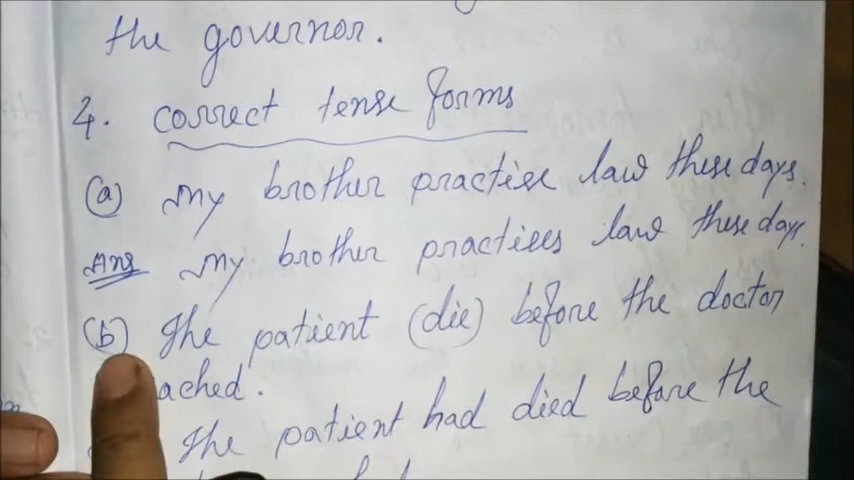 the governor.
4. correct tense forms
(a) My brother practise law these days.
Ans My brother practises law these days.
(b) The patient (die) before the doctor
ached.
The patient had died before the